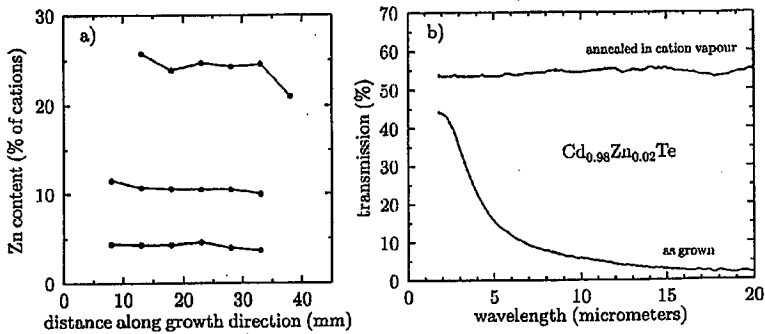 a)
Zn content (% of cations)
30
20
10
0
0 10 20 30 40
distance along growth direction (mm)
b)
transmission (%)
70
60
50
40
30
20
10
0
annealed in cation vapour
Cd₀.₉₈Zn₀.₀₂Te
as grown
0 5 10 15 20
wavelength (micrometers)